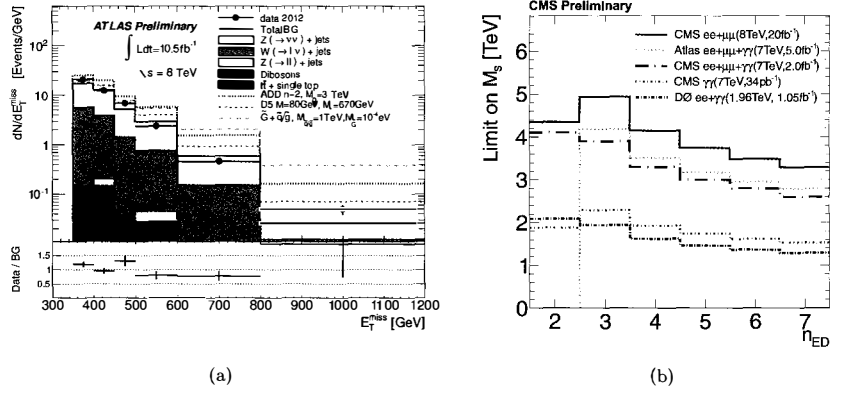 ATLAS Preliminary
∫ Ldt=10.5fb⁻¹
√s = 8 TeV
data 2012
Total BG
Z (→νν) + jets
W (→lν) + jets
Z (→ll) + jets
Dibosons
tt̄ + single top
ADD n=2, M =3 TeV
D5 M=80GeV, M =670GeV
G̃ + q̃/g̃, M =1TeV, M =10⁻⁴eV
dN/dE_T^miss [Events/GeV]
10²
10
1
10⁻¹
Data / BG
1.5
1
0.5
300 400 500 600 700 800 900 1000 1100 1200
E_T^miss [GeV]
(a)
CMS Preliminary
CMS ee+μμ(8TeV,20fb⁻¹)
Atlas ee+μμ+γγ(7TeV,5.0fb⁻¹)
CMS ee+μμ+γγ(7TeV,2.0fb⁻¹)
CMS γγ(7TeV,34pb⁻¹)
DØ ee+γγ(1.96TeV, 1.05fb⁻¹)
Limit on M_s [TeV]
6
5
4
3
2
1
0
2 3 4 5 6 7
n_ED
(b)